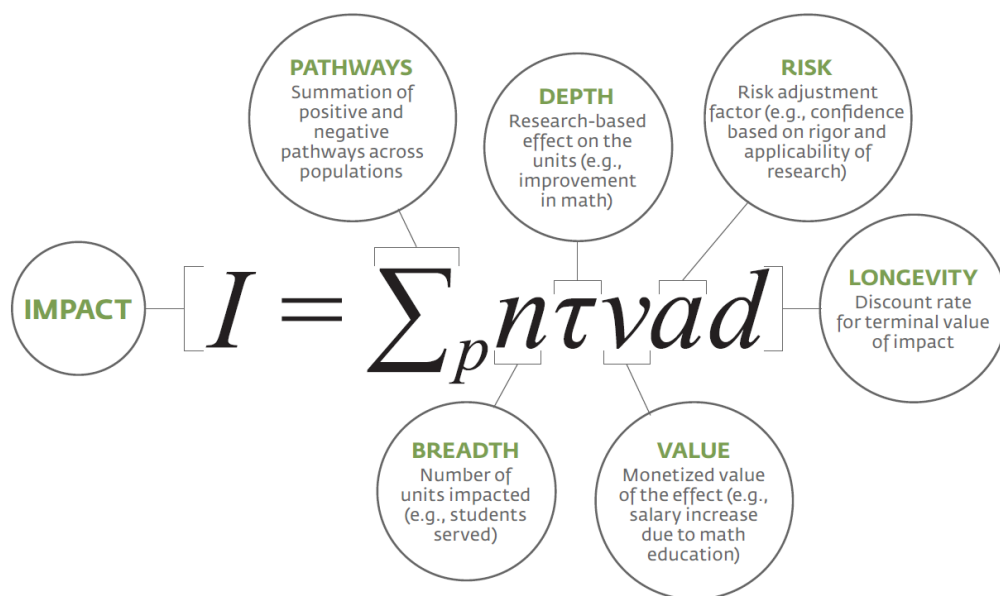 PATHWAYS
Summation of
positive and
negative
pathways across
populations
DEPTH
Research-based
effect on the
units (e.g.,
improvement
in math)
RISK
Risk adjustment
factor (e.g., confidence
based on rigor and
applicability of
research)
IMPACT
I = ∑ₚ nτvad
LONGEVITY
Discount rate
for terminal value
of impact
BREADTH
Number of
units impacted
(e.g., students
served)
VALUE
Monetized value
of the effect (e.g.,
salary increase
due to math
education)